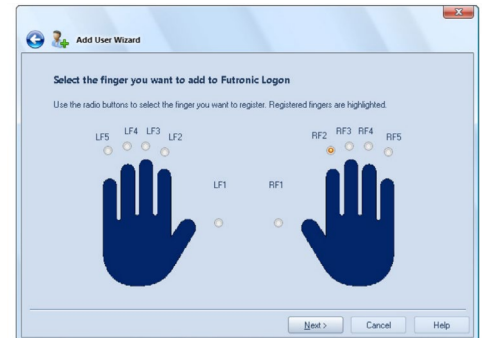 Add User Wizard
Select the finger you want to add to Futronic Logon
Use the radio buttons to select the finger you want to register. Registered fingers are highlighted.
LF5 LF4 LF3 LF2 RF2 RF3 RF4 RF5
LF1 RF1
Next > Cancel Help